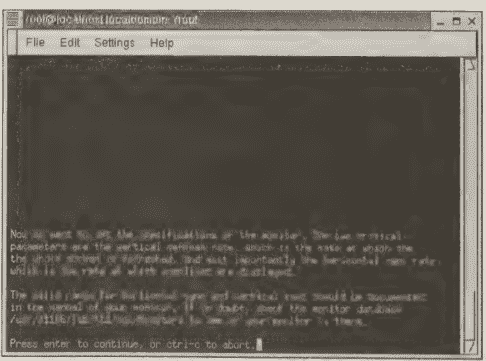 /root@localhost.localdomain: /root
File Edit Settings Help
Now we want to set the specifications of the monitor. The two critical
parameters are the vertical refresh rate, which is the rate at which the
the whole screen is refreshed, and most importantly the horizontal sync rate,
which is the rate at which scanlines are displayed.
The valid range for horizontal sync and vertical sync should be documented
in the manual of your monitor. If in doubt, check the monitor database
to see if your monitor is there.
Press enter to continue, or ctrl-c to abort.